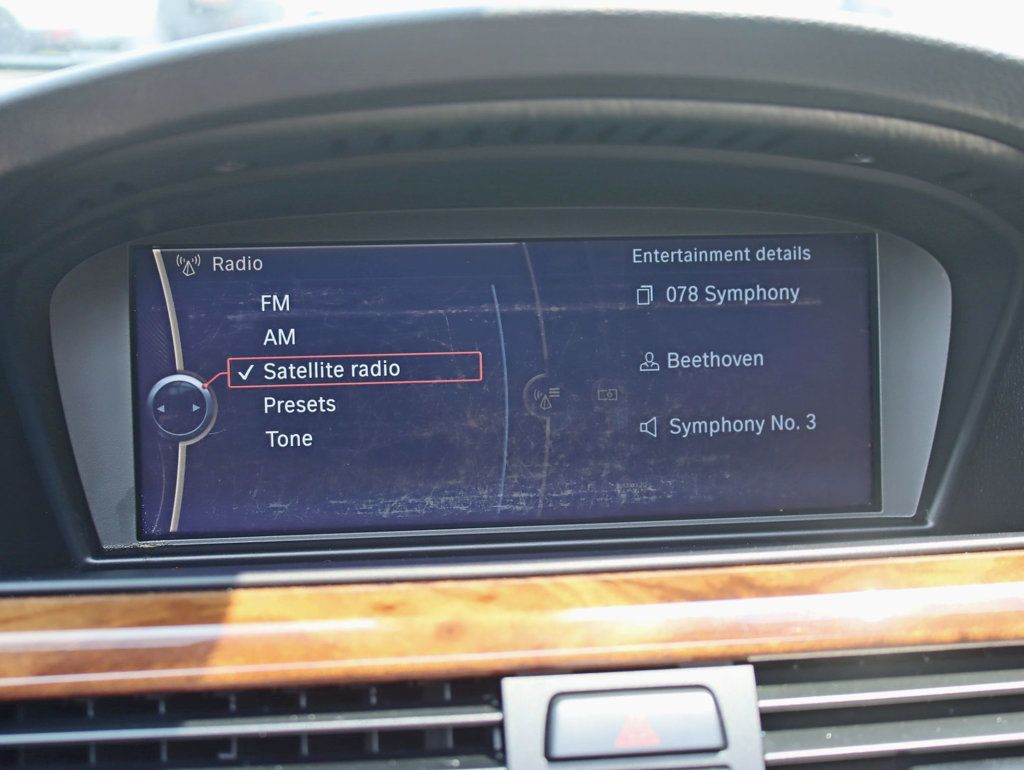 Radio
FM
AM
Satellite radio
Presets
Tone
Entertainment details
078 Symphony
Beethoven
Symphony No. 3